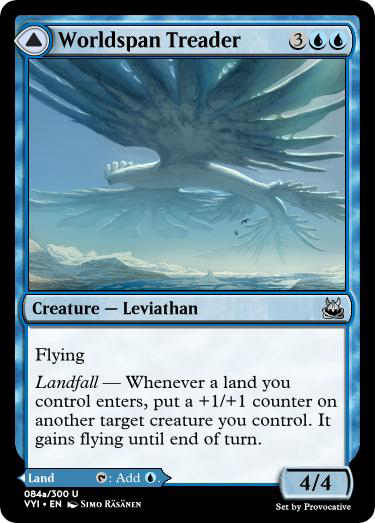 Worldspan Treader 3
Creature — Leviathan
Flying
Landfall — Whenever a land you
control enters, put a +1/+1 counter on
another target creature you control. It
gains flying until end of turn.
Land : Add .
4/4
084a/300 U
VYI • EN Simo Räsänen
Set by Provocative